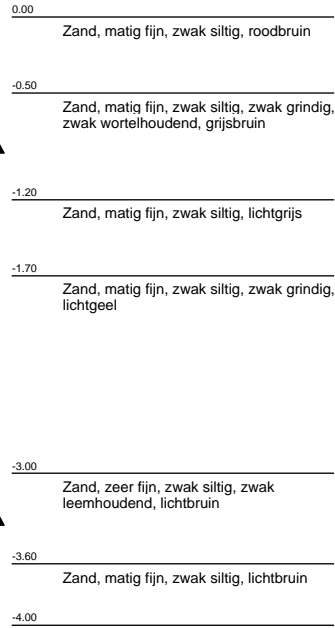 0.00
Zand, matig fijn, zwak siltig, roodbruin
-0.50
Zand, matig fijn, zwak siltig, zwak grindig,
zwak wortelhoudend, grijsbruin
-1.20
Zand, matig fijn, zwak siltig, lichtgrijs
-1.70
Zand, matig fijn, zwak siltig, zwak grindig,
lichtgeel
-3.00
Zand, zeer fijn, zwak siltig, zwak
leemhoudend, lichtbruin
-3.60
Zand, matig fijn, zwak siltig, lichtbruin
-4.00